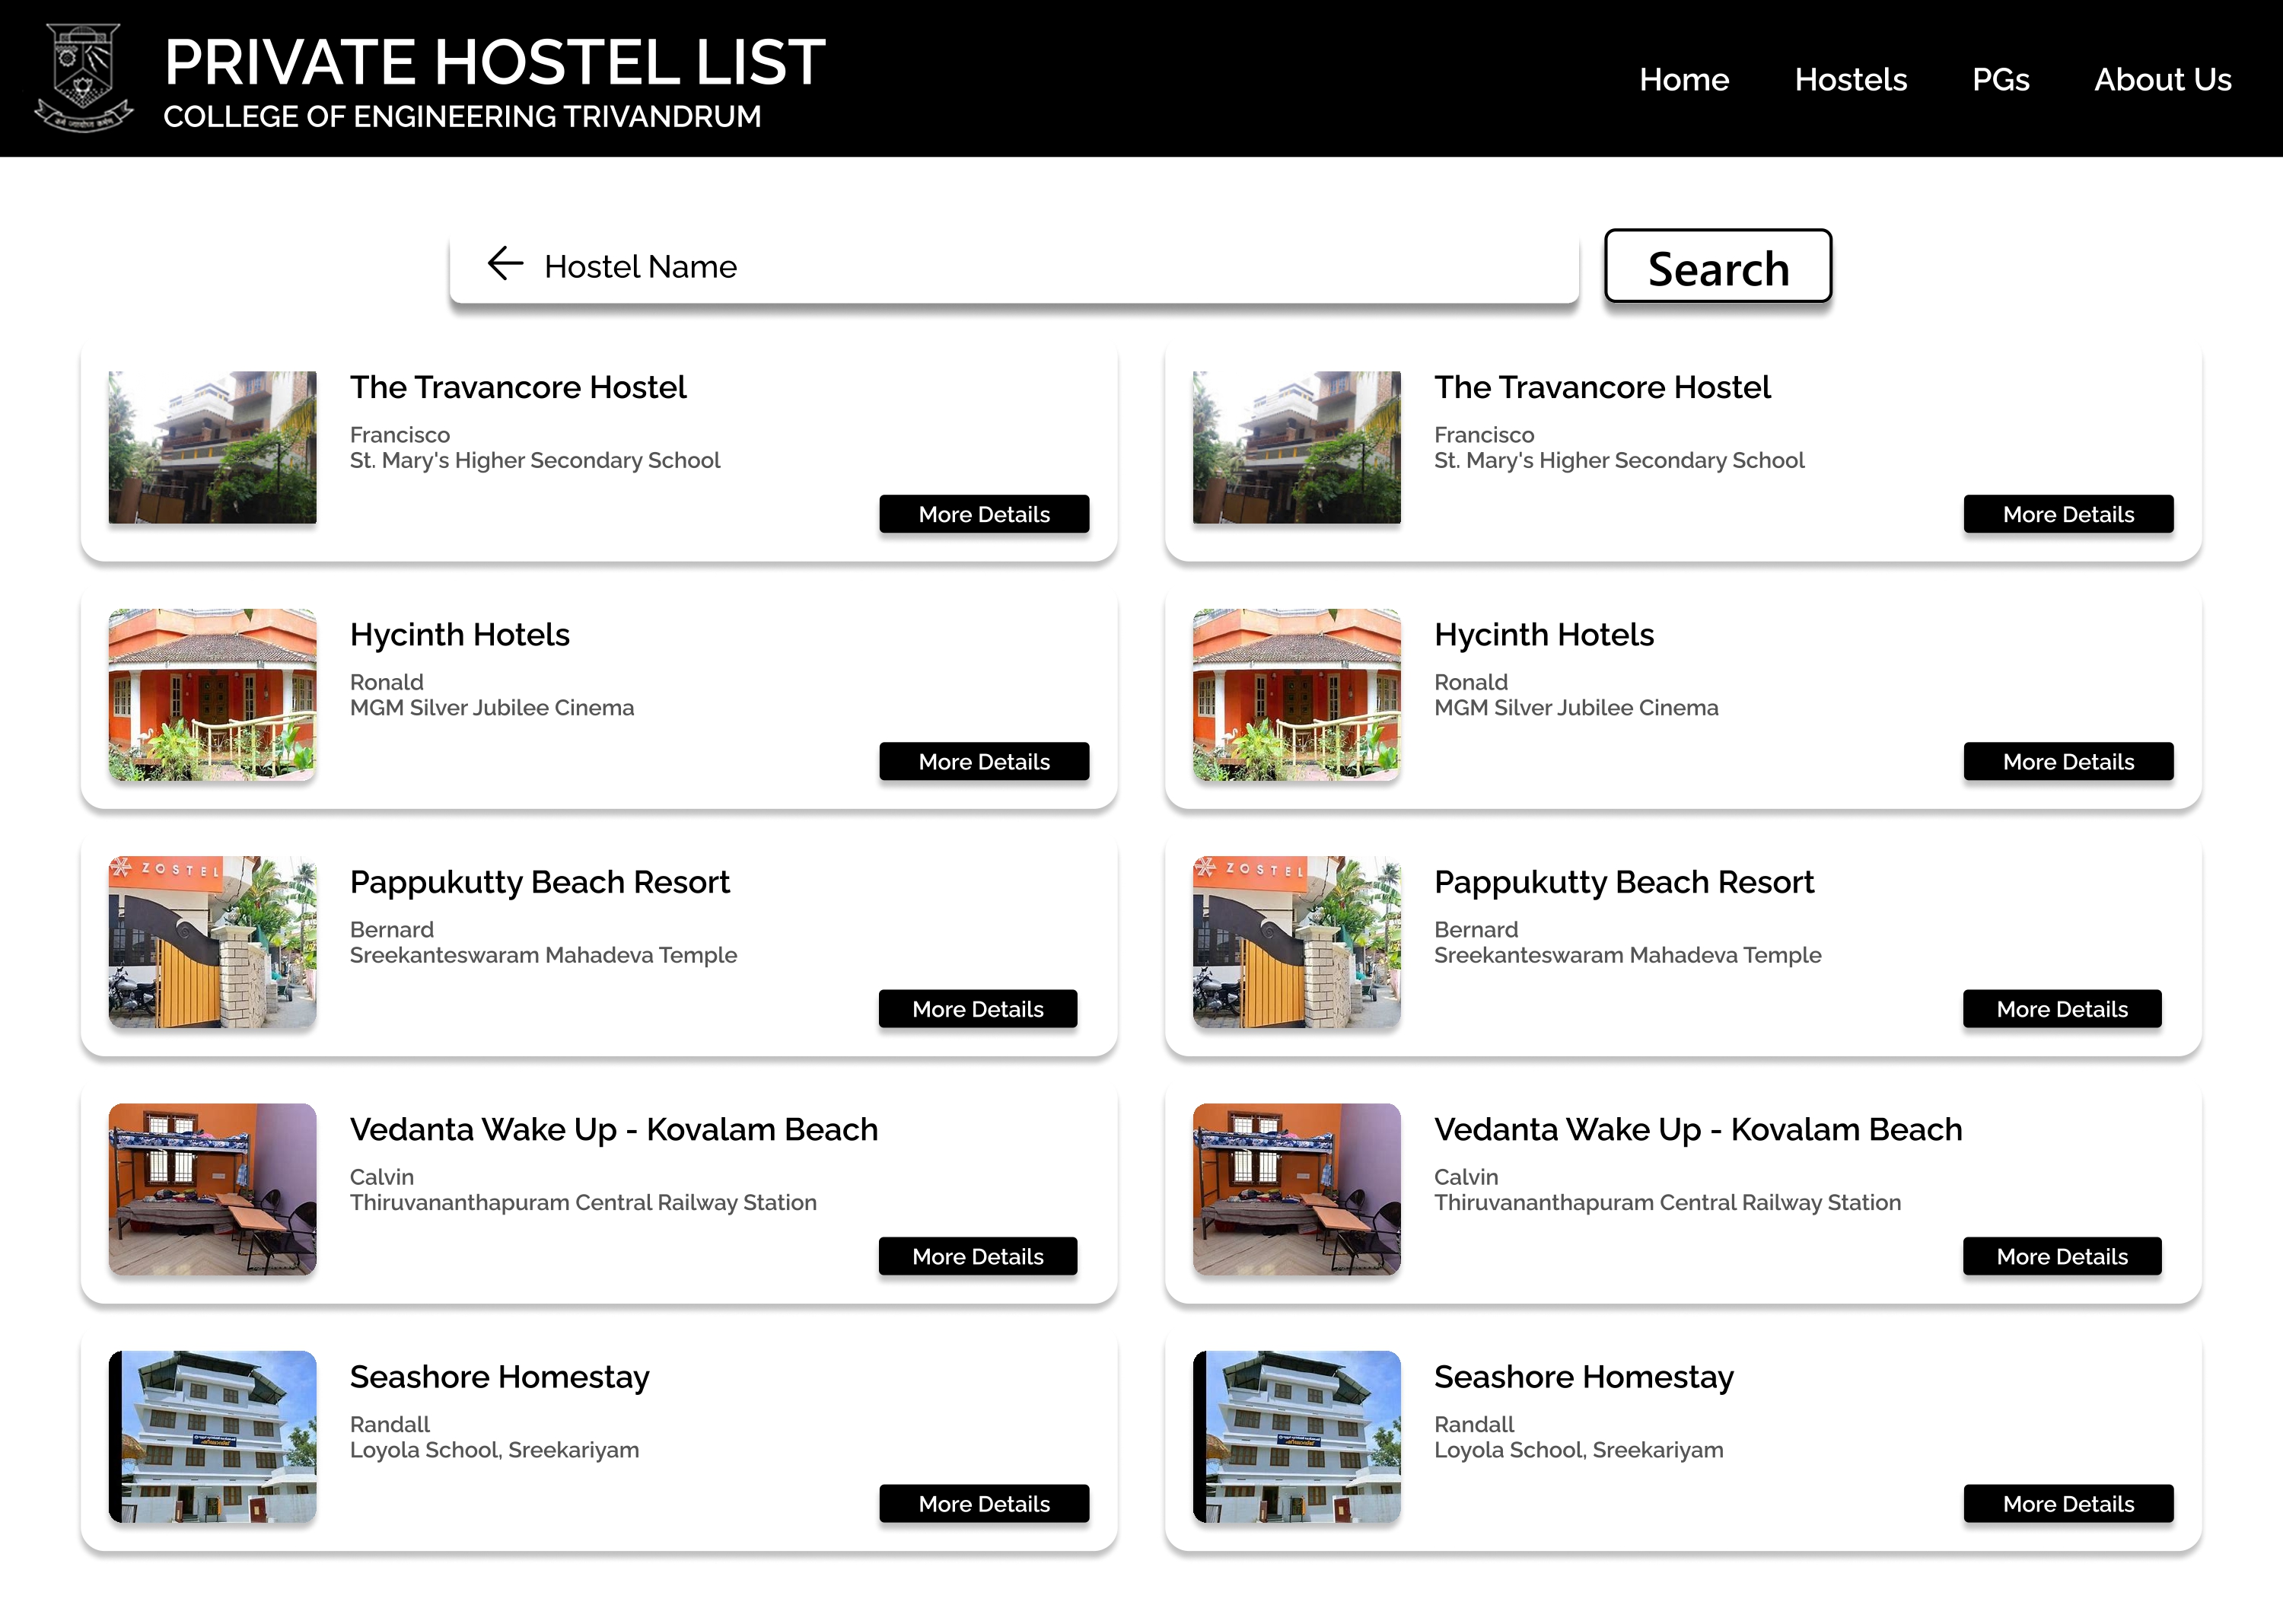 PRIVATE HOSTEL LIST
COLLEGE OF ENGINEERING TRIVANDRUM
Home
Hostels
PGs
About Us
Hostel Name
Search
The Travancore Hostel
Francisco
St. Mary's Higher Secondary School
More Details
The Travancore Hostel
Francisco
St. Mary's Higher Secondary School
More Details
Hycinth Hotels
Ronald
MGM Silver Jubilee Cinema
More Details
Hycinth Hotels
Ronald
MGM Silver Jubilee Cinema
More Details
ZOSTEL
Pappukutty Beach Resort
Bernard
Sreekanteswaram Mahadeva Temple
More Details
ZOSTEL
Pappukutty Beach Resort
Bernard
Sreekanteswaram Mahadeva Temple
More Details
Vedanta Wake Up - Kovalam Beach
Calvin
Thiruvananthapuram Central Railway Station
More Details
Vedanta Wake Up - Kovalam Beach
Calvin
Thiruvananthapuram Central Railway Station
More Details
Seashore Homestay
Randall
Loyola School, Sreekariyam
More Details
Seashore Homestay
Randall
Loyola School, Sreekariyam
More Details